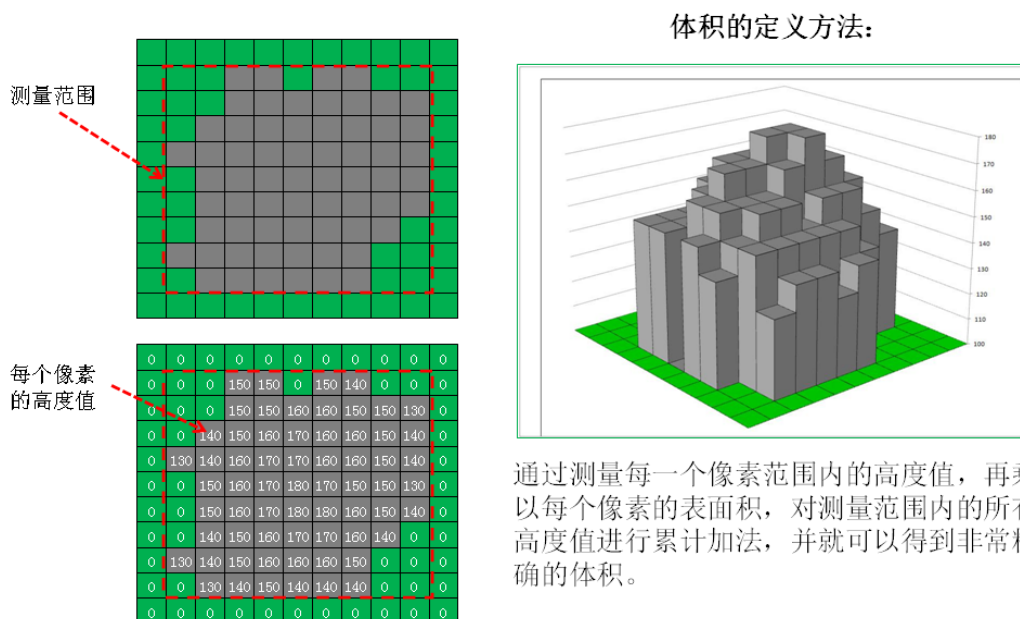 体积的定义方法:
测量范围
180
170
160
150
140
130
120
110
100
每个像素
的高度值
0 0 0 0 0 0 0 0 0 0 0
0 0 0 150 150 0 150 140 0 0 0
0 0 0 150 150 160 160 150 150 130 0
0 0 140 150 160 170 160 160 150 140 0
0 130 140 160 170 170 160 160 150 140 0
0 0 150 160 170 180 170 150 150 130 0
0 0 150 160 170 180 180 160 150 140 0
0 0 140 150 160 170 170 160 140 0 0
0 130 140 150 160 160 160 150 0 0 0
0 0 130 140 150 140 140 140 0 0 0
0 0 0 0 0 0 0 0 0 0 0
通过测量每一个像素范围内的高度值，再乘
以每个像素的表面积，对测量范围内的所有
高度值进行累计加法，并就可以得到非常精
确的体积。